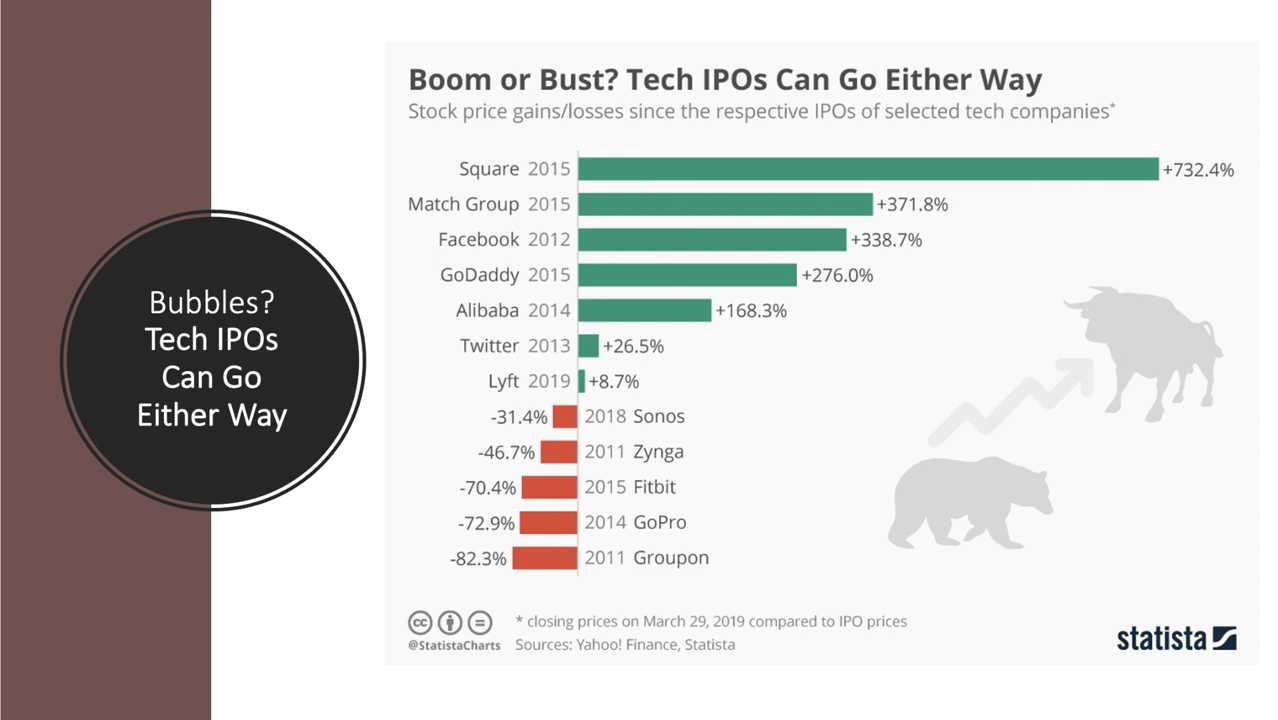 Bubbles?
Tech IPOs
Can Go
Either Way
Boom or Bust? Tech IPOs Can Go Either Way
Stock price gains/losses since the respective IPOs of selected tech companies*
Square 2015 +732.4%
Match Group 2015 +371.8%
Facebook 2012 +338.7%
GoDaddy 2015 +276.0%
Alibaba 2014 +168.3%
Twitter 2013 +26.5%
Lyft 2019 +8.7%
-31.4% 2018 Sonos
-46.7% 2011 Zynga
-70.4% 2015 Fitbit
-72.9% 2014 GoPro
-82.3% 2011 Groupon
cc
* closing prices on March 29, 2019 compared to IPO prices
@StatistaCharts Sources: Yahoo! Finance, Statista
statista